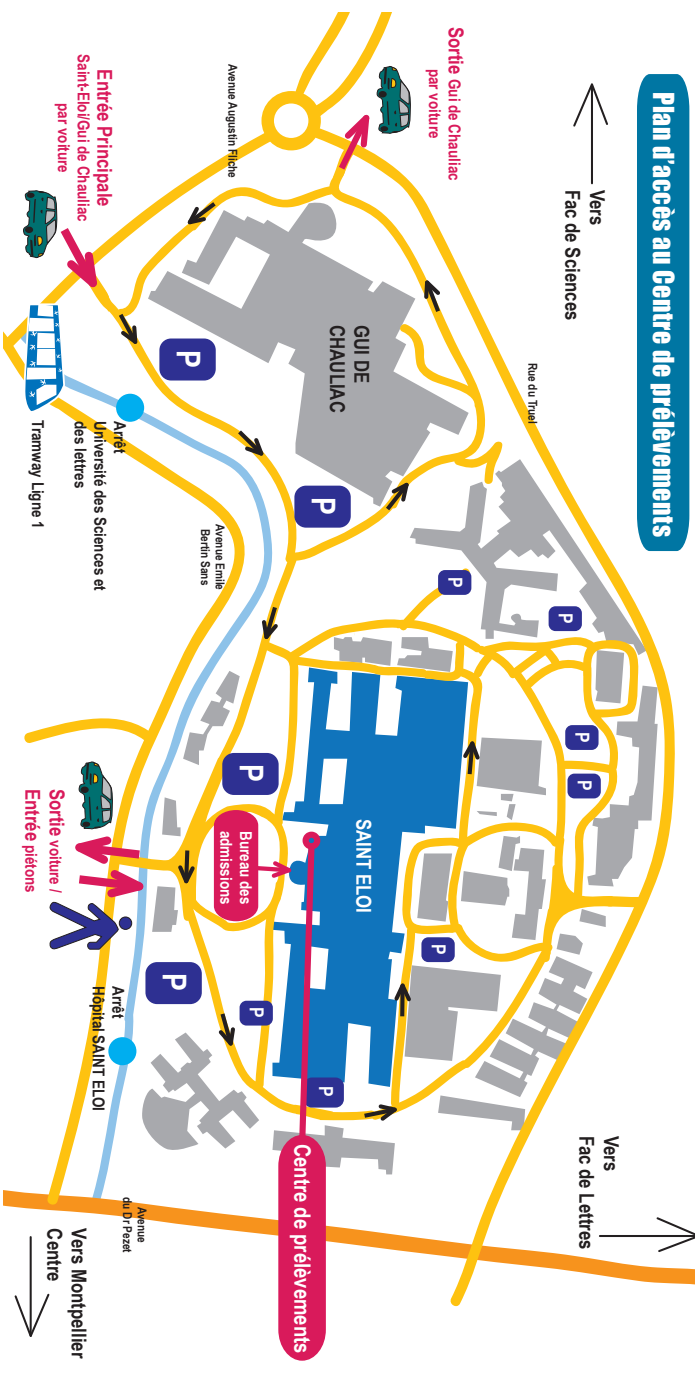 Plan d'accès au Centre de prélèvements
Vers
Fac de Sciences
Vers
Fac de Lettres
Sortie Gui de Chauliac
par voiture
Rue du Truel
Avenue Augustin Fliche
Entrée Principale
Saint-Eloi/Gui de Chauliac
par voiture
GUI DE
CHAULIAC
P
P
P
P
P
P
P
P
P
P
P
SAINT ELOI
Bureau des
admissions
Centre de prélèvements
Arrêt
Université des Sciences et
des lettres
Tramway Ligne 1
Avenue Emile
Bertin Sans
Sortie voiture /
Entrée piétons
Arrêt
Hôpital SAINT ELOI
Avenue
du Dr Pezet
Vers Montpellier
Centre